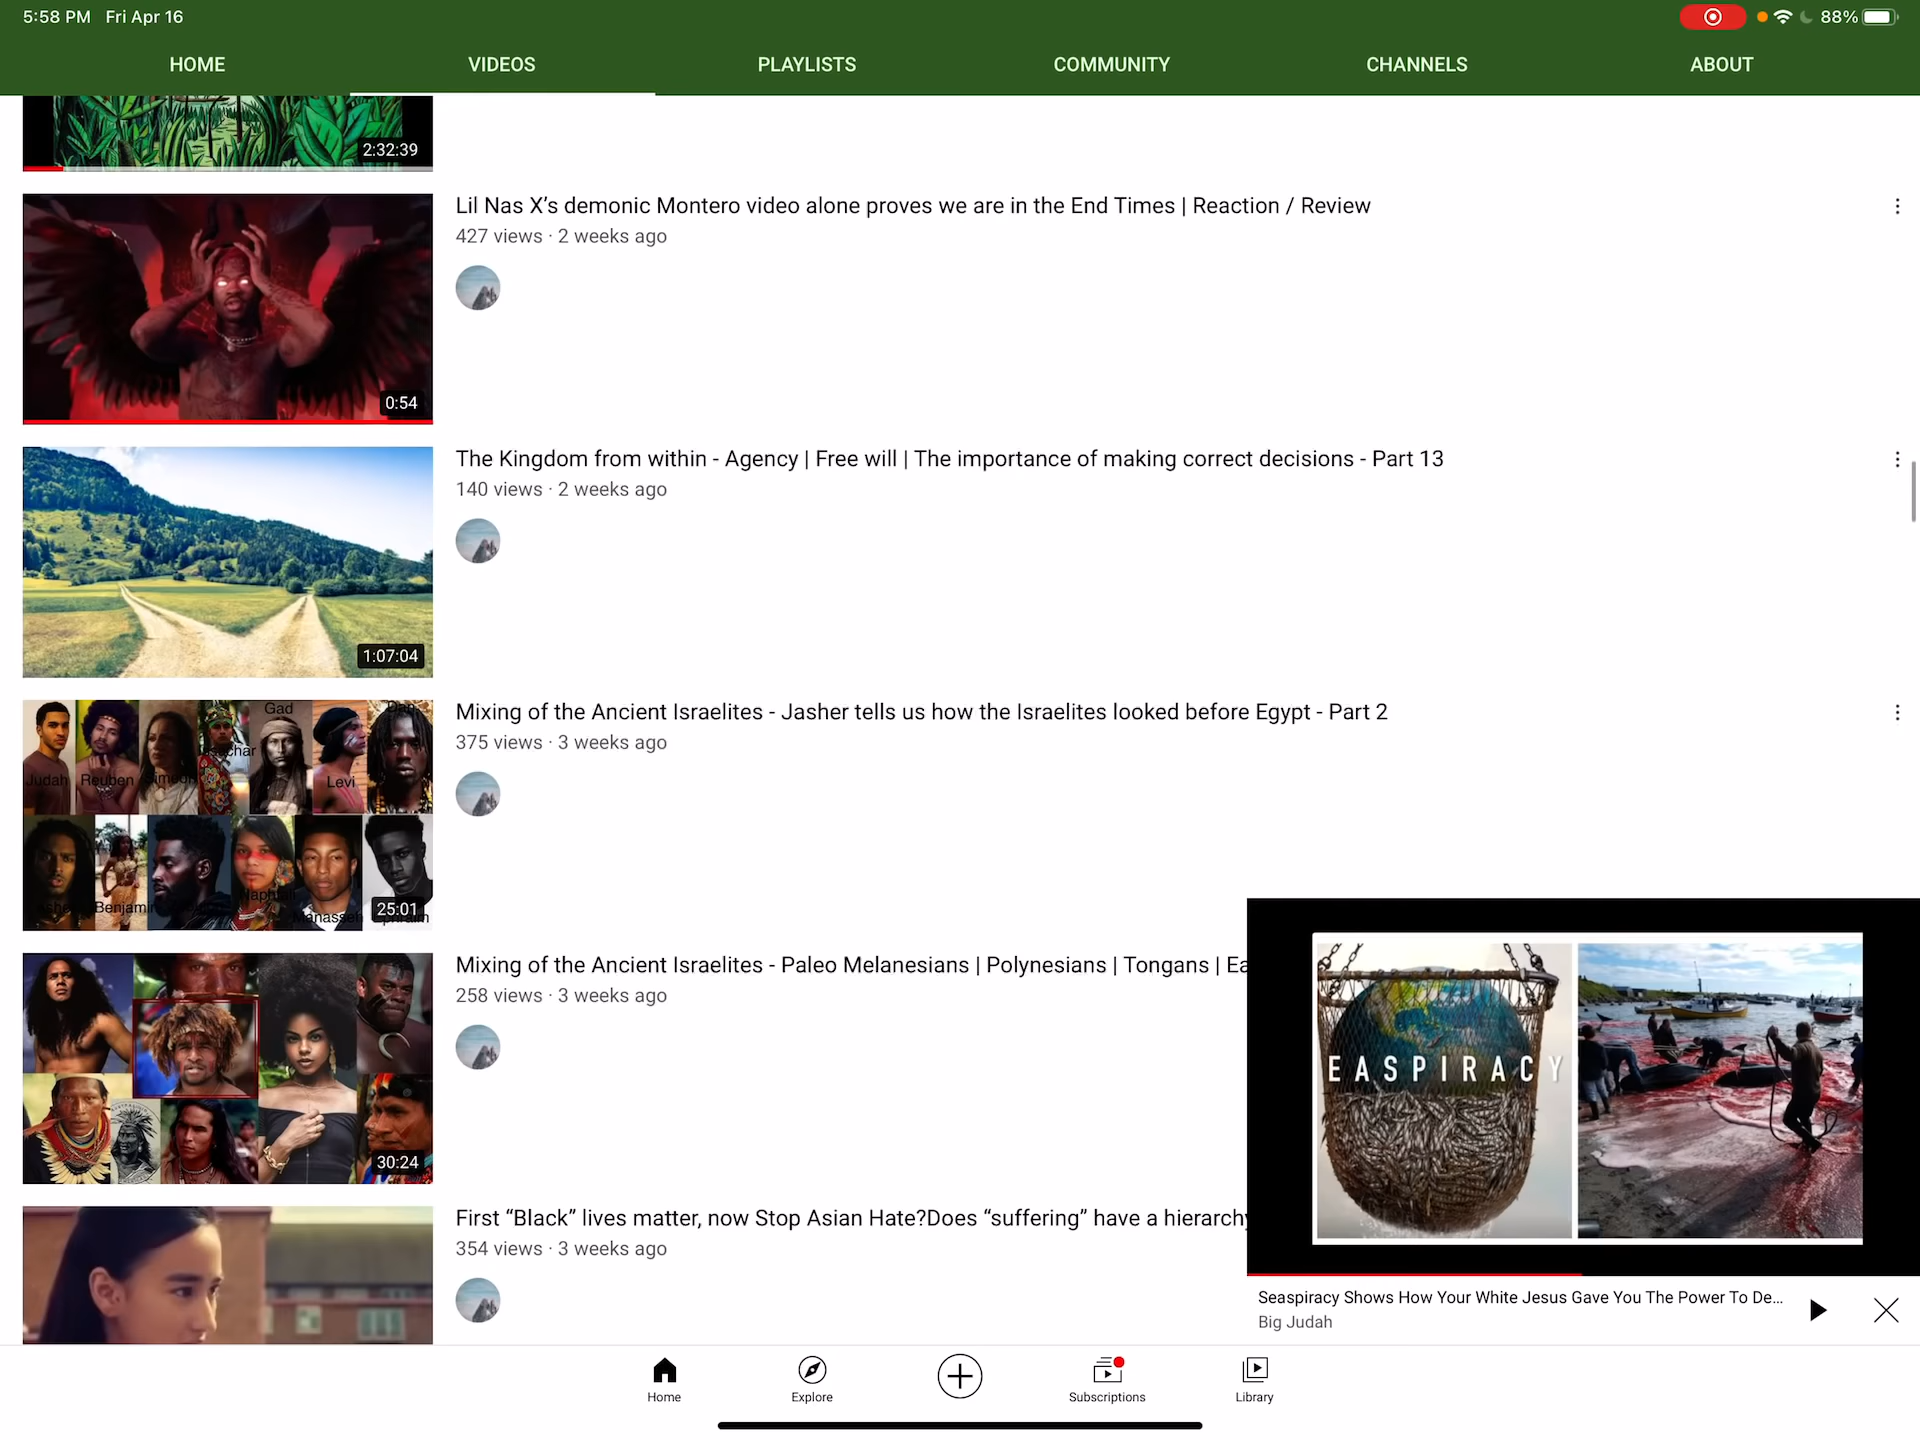 5:58 PM Fri Apr 16
88%
HOME VIDEOS PLAYLISTS COMMUNITY CHANNELS ABOUT
2:32:39
Lil Nas X’s demonic Montero video alone proves we are in the End Times | Reaction / Review
427 views · 2 weeks ago
0:54
The Kingdom from within - Agency | Free will | The importance of making correct decisions - Part 13
140 views · 2 weeks ago
1:07:04
Mixing of the Ancient Israelites - Jasher tells us how the Israelites looked before Egypt - Part 2
375 views · 3 weeks ago
Gad
Judah Reuben Levi
25:01
Mixing of the Ancient Israelites - Paleo Melanesians | Polynesians | Tongans | Ea
258 views · 3 weeks ago
30:24
First “Black” lives matter, now Stop Asian Hate?Does “suffering” have a hierarchy
354 views · 3 weeks ago
EASPIRACY
Seaspiracy Shows How Your White Jesus Gave You The Power To De...
Big Judah
Home Explore Subscriptions Library